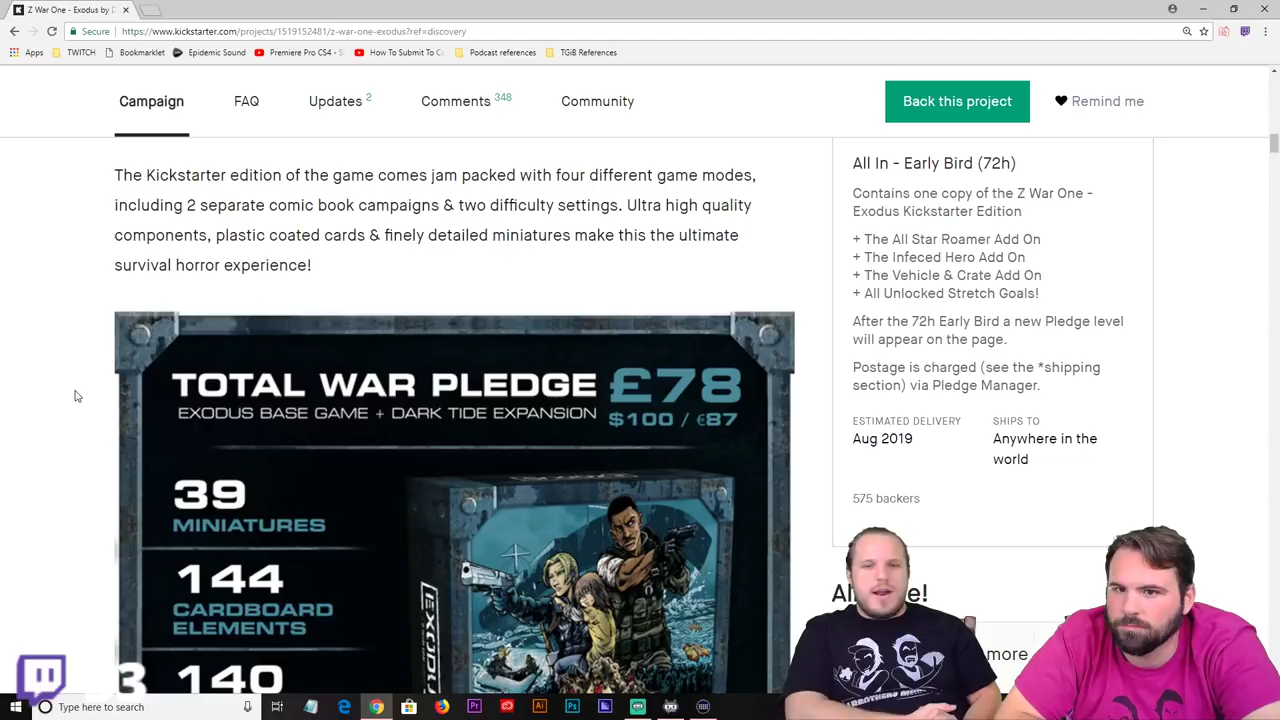 Z War One - Exodus by D
Secure
https://www.kickstarter.com/projects/1519152481/z-war-one-exodus?ref=discovery
Apps TWITCH Bookmarklet Epidemic Sound Premiere Pro CS4 - S How To Submit To C Podcast references TGiB References
Campaign FAQ Updates 2 Comments 348 Community Back this project Remind me
The Kickstarter edition of the game comes jam packed with four different game modes,
including 2 separate comic book campaigns & two difficulty settings. Ultra high quality
components, plastic coated cards & finely detailed miniatures make this the ultimate
survival horror experience!
TOTAL WAR PLEDGE £78
EXODUS BASE GAME + DARK TIDE EXPANSION $100 / €87
39
MINIATURES
144
CARDBOARD
ELEMENTS
140
All In - Early Bird (72h)
Contains one copy of the Z War One -
Exodus Kickstarter Edition
+ The All Star Roamer Add On
+ The Infeced Hero Add On
+ The Vehicle & Crate Add On
+ All Unlocked Stretch Goals!
After the 72h Early Bird a new Pledge level
will appear on the page.
Postage is charged (see the *shipping
section) via Pledge Manager.
ESTIMATED DELIVERY SHIPS TO
Aug 2019 Anywhere in the
world
575 backers
more
Type here to search